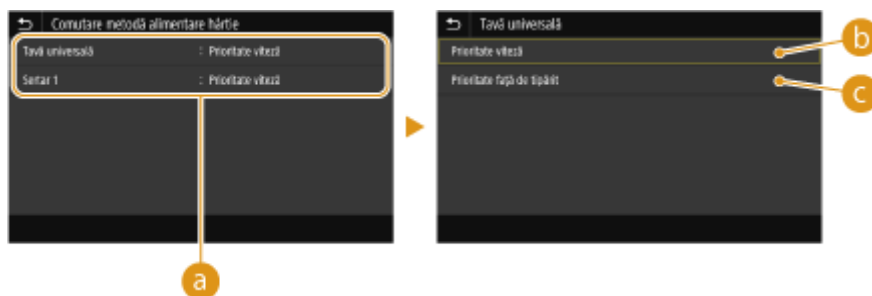 Comutare metodă alimentare hârtie
Tavă universală : Prioritate viteză
Sertar 1 : Prioritate viteză
a
Tavă universală
Prioritate viteză
b
Prioritate față de tipărit
c